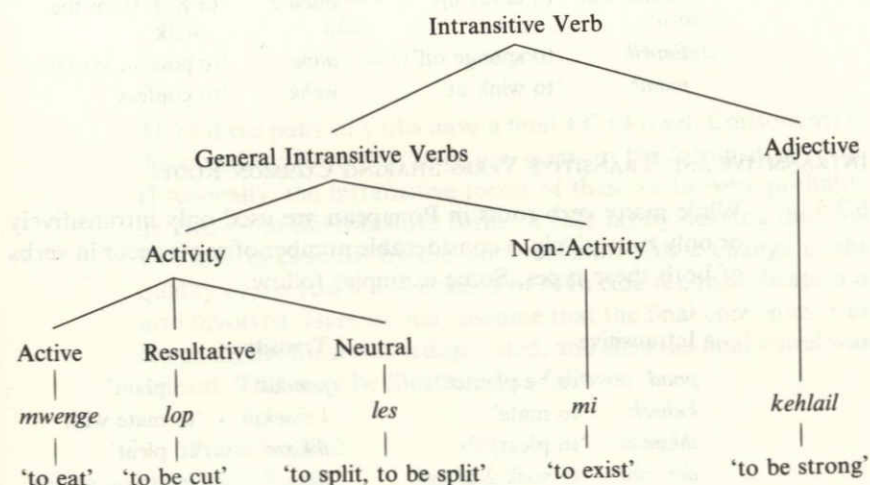 Intransitive Verb
General Intransitive Verbs Adjective
Activity Non-Activity
Active Resultative Neutral
mwenge lop les mi kehlail
‘to eat’ ‘to be cut’ ‘to split, to be split’ ‘to exist’ ‘to be strong’